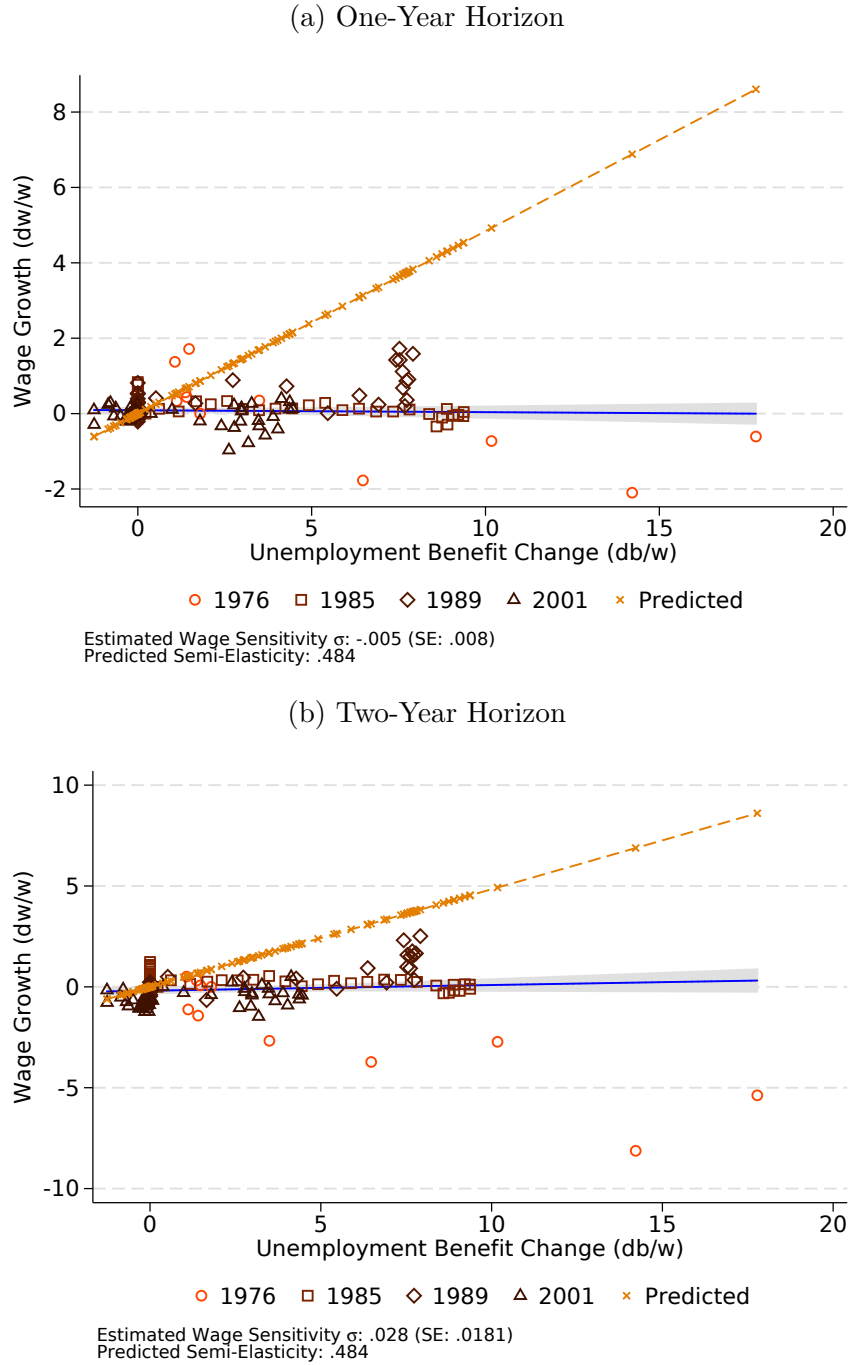 (a) One-Year Horizon
8
6
4
2
0
-2
Wage Growth (dw/w)
0 5 10 15 20
Unemployment Benefit Change (db/w)
1976 1985 1989 2001 Predicted
Estimated Wage Sensitivity σ: -.005 (SE: .008)
Predicted Semi-Elasticity: .484
(b) Two-Year Horizon
10
5
0
-5
-10
Wage Growth (dw/w)
0 5 10 15 20
Unemployment Benefit Change (db/w)
1976 1985 1989 2001 Predicted
Estimated Wage Sensitivity σ: .028 (SE: .0181)
Predicted Semi-Elasticity: .484